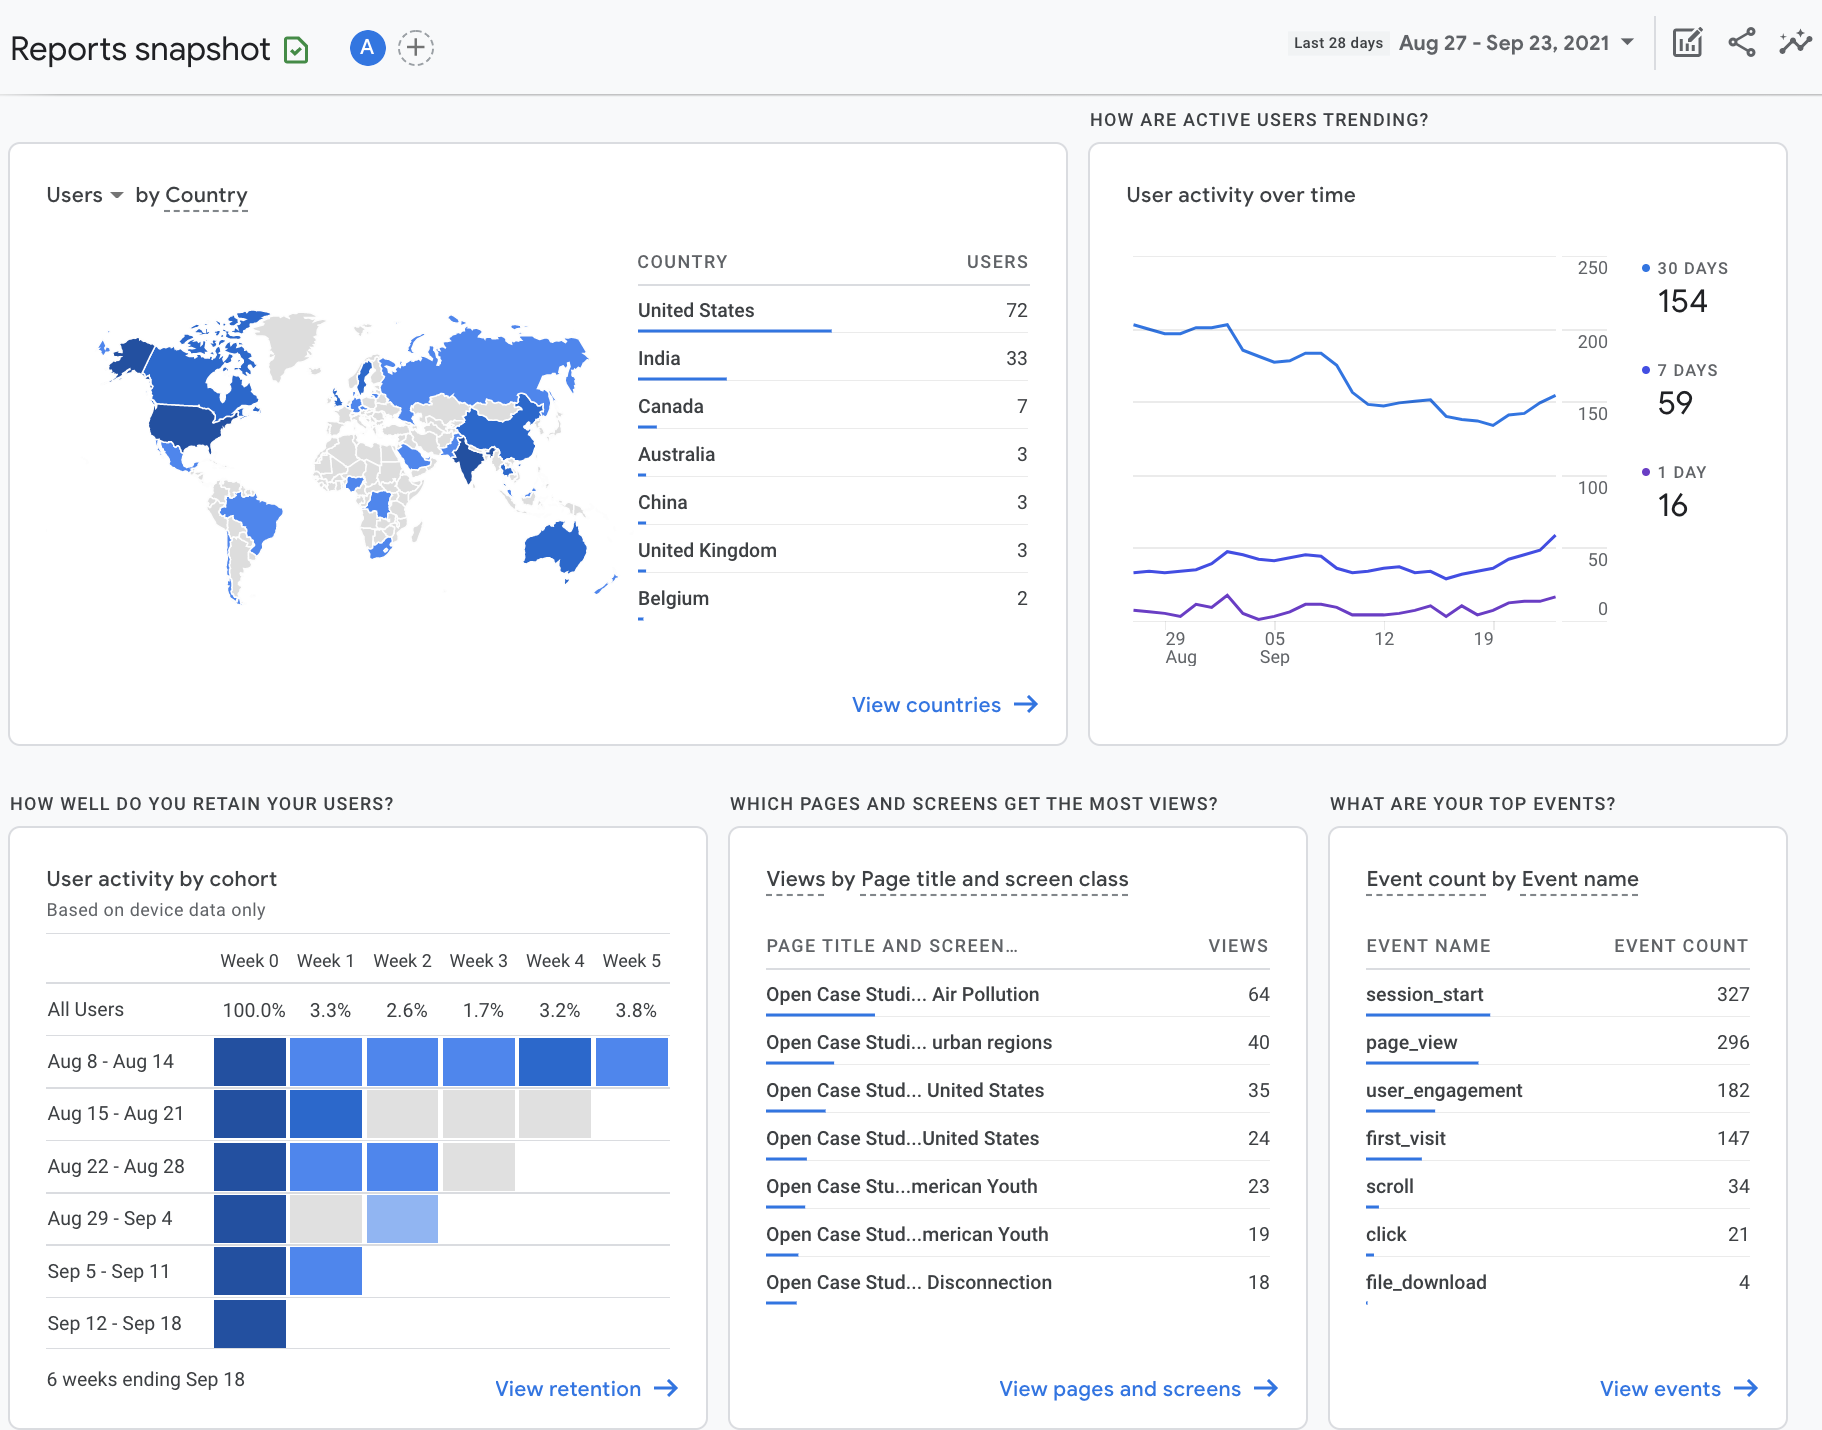 Reports snapshot
A
Last 28 days Aug 27 - Sep 23, 2021
HOW ARE ACTIVE USERS TRENDING?
Users by Country
COUNTRY USERS
United States 72
India 33
Canada 7
Australia 3
China 3
United Kingdom 3
Belgium 2
View countries
User activity over time
250
200
150
100
50
0
29 Aug
05 Sep
12
19
30 DAYS
154
7 DAYS
59
1 DAY
16
HOW WELL DO YOU RETAIN YOUR USERS?
User activity by cohort
Based on device data only
Week 0 Week 1 Week 2 Week 3 Week 4 Week 5
All Users 100.0% 3.3% 2.6% 1.7% 3.2% 3.8%
Aug 8 - Aug 14
Aug 15 - Aug 21
Aug 22 - Aug 28
Aug 29 - Sep 4
Sep 5 - Sep 11
Sep 12 - Sep 18
6 weeks ending Sep 18
View retention
WHICH PAGES AND SCREENS GET THE MOST VIEWS?
Views by Page title and screen class
PAGE TITLE AND SCREEN... VIEWS
Open Case Studi... Air Pollution 64
Open Case Studi... urban regions 40
Open Case Stud... United States 35
Open Case Stud...United States 24
Open Case Stu...merican Youth 23
Open Case Stud...merican Youth 19
Open Case Stud... Disconnection 18
View pages and screens
WHAT ARE YOUR TOP EVENTS?
Event count by Event name
EVENT NAME EVENT COUNT
session_start 327
page_view 296
user_engagement 182
first_visit 147
scroll 34
click 21
file_download 4
View events